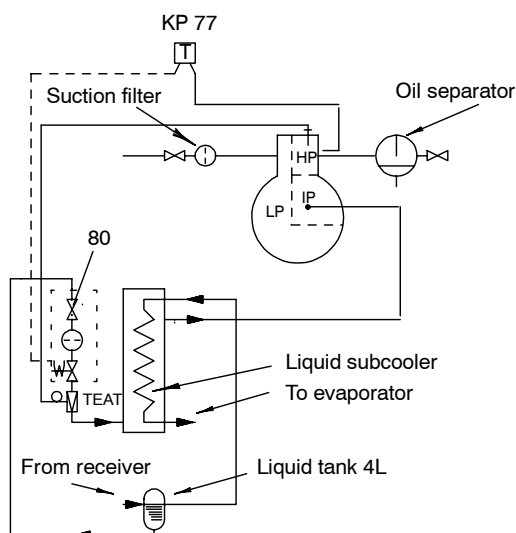 KP 77
T
Suction filter
Oil separator
HP
IP
LP
80
Liquid subcooler
To evaporator
TEAT
From receiver
Liquid tank 4L